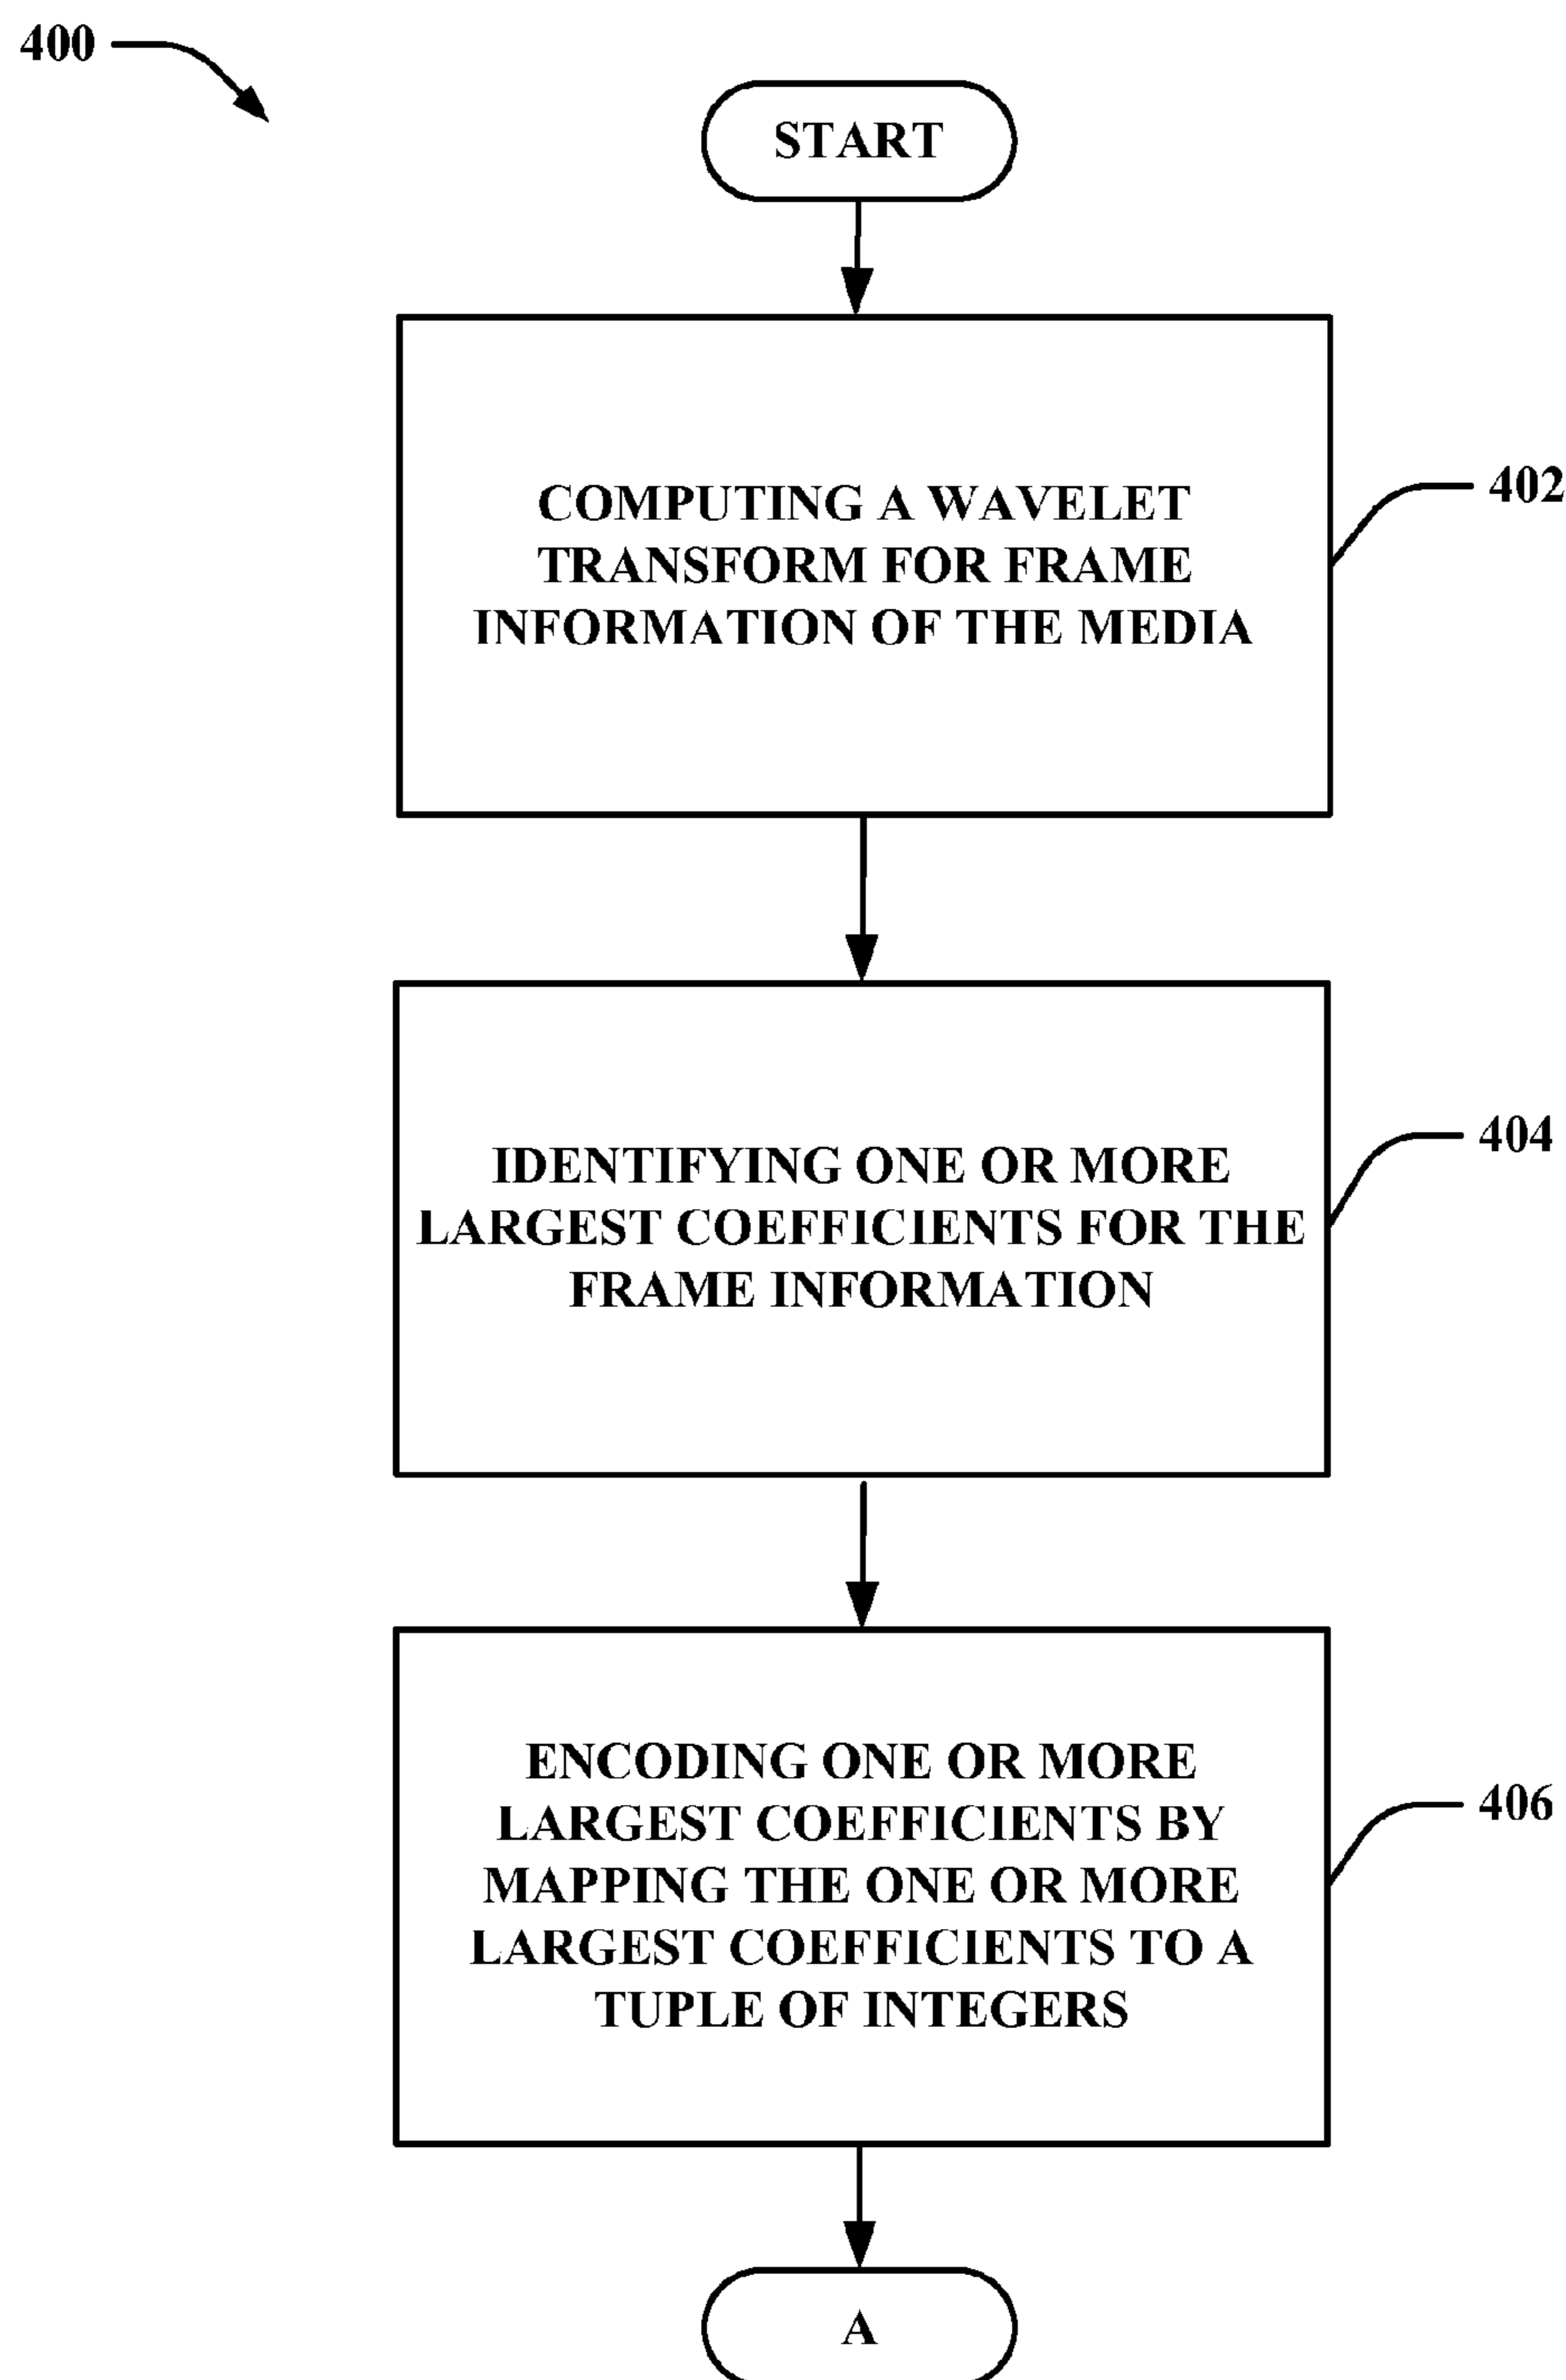 400
START
COMPUTING A WAVELET
TRANSFORM FOR FRAME
INFORMATION OF THE MEDIA
402
IDENTIFYING ONE OR MORE
LARGEST COEFFICIENTS FOR THE
FRAME INFORMATION
404
ENCODING ONE OR MORE
LARGEST COEFFICIENTS BY
MAPPING THE ONE OR MORE
LARGEST COEFFICIENTS TO A
TUPLE OF INTEGERS
406
A